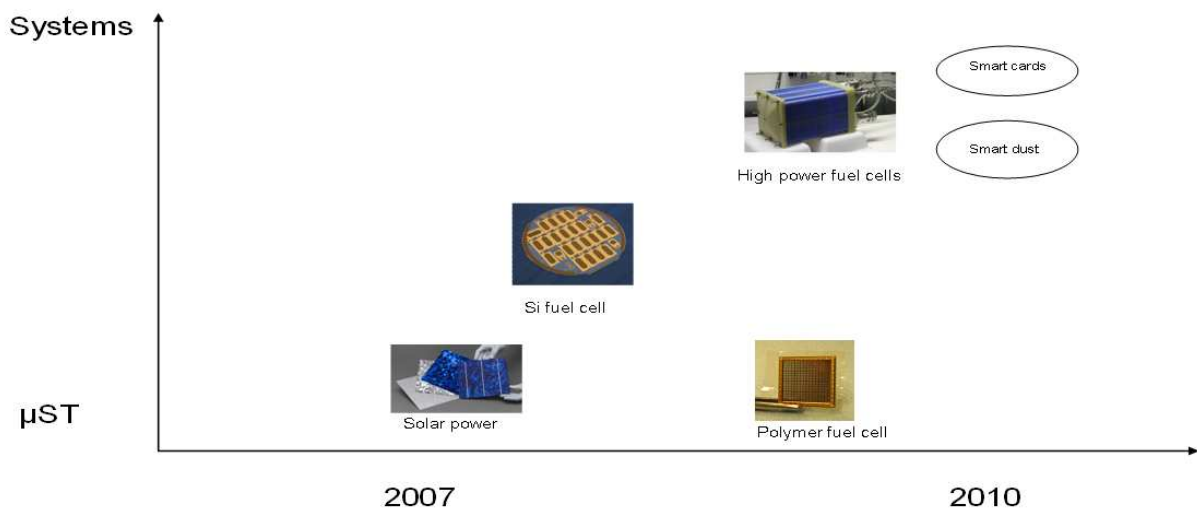 Systems
Smart cards
Smart dust
High power fuel cells
Si fuel cell
µST
Solar power
Polymer fuel cell
2007
2010